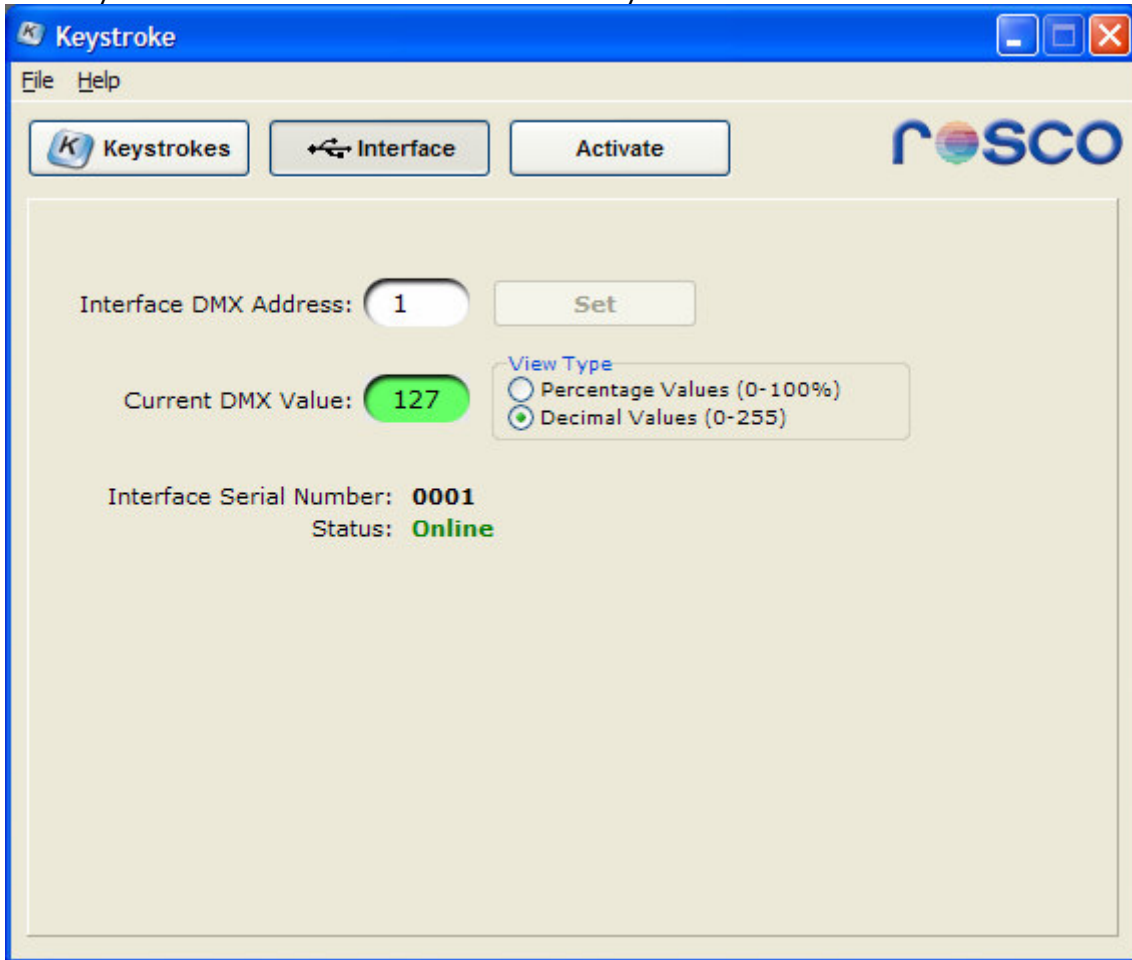 Keystroke
File Help
K Keystrokes Interface Activate rosco
Interface DMX Address: 1 Set
View Type
Percentage Values (0-100%)
Current DMX Value: 127
Decimal Values (0-255)
Interface Serial Number: 0001
Status: Online